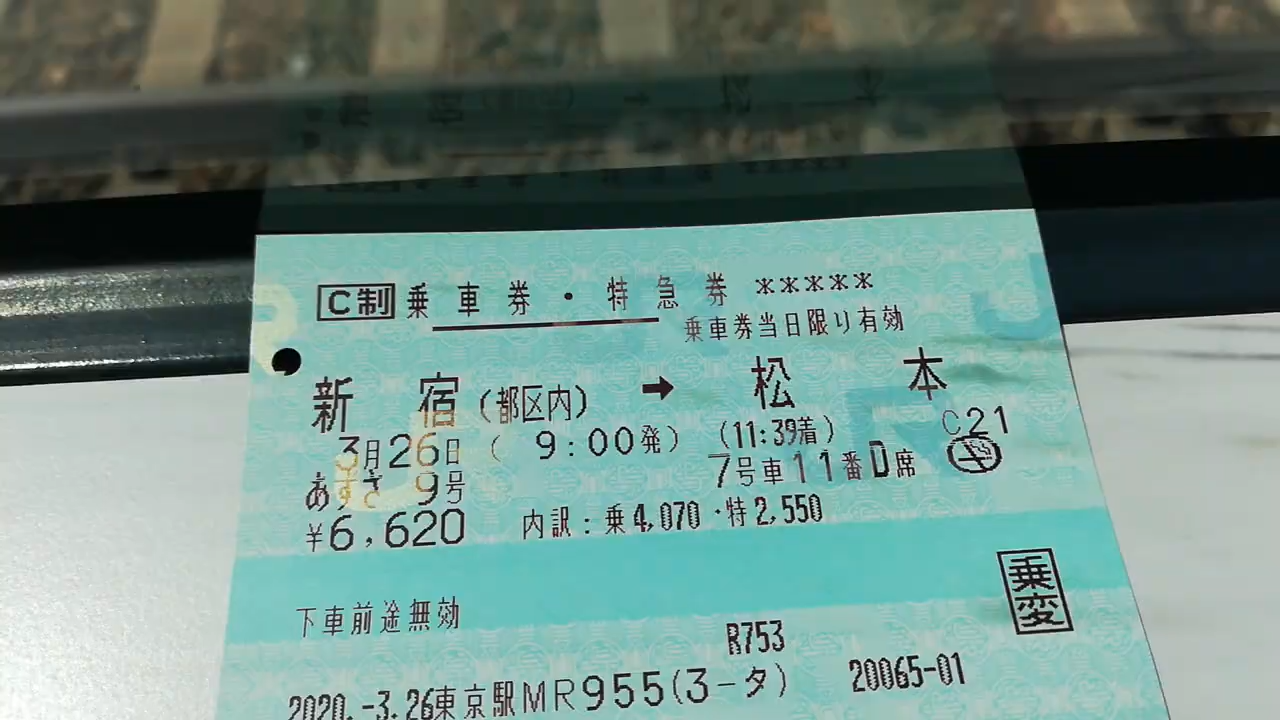 C制 乗車券・特急券 *****
乗車券当日限り有効
新宿(都区内) ➡ 松本
3月26日 ( 9:00発) (11:39着) C21
あずさ 9号 7号車11番D席
¥6,620 内訳:乗4,070・特2,550
乗変
下車前途無効
R753
2020.-3.26東京駅MR955(3-タ) 20065-01